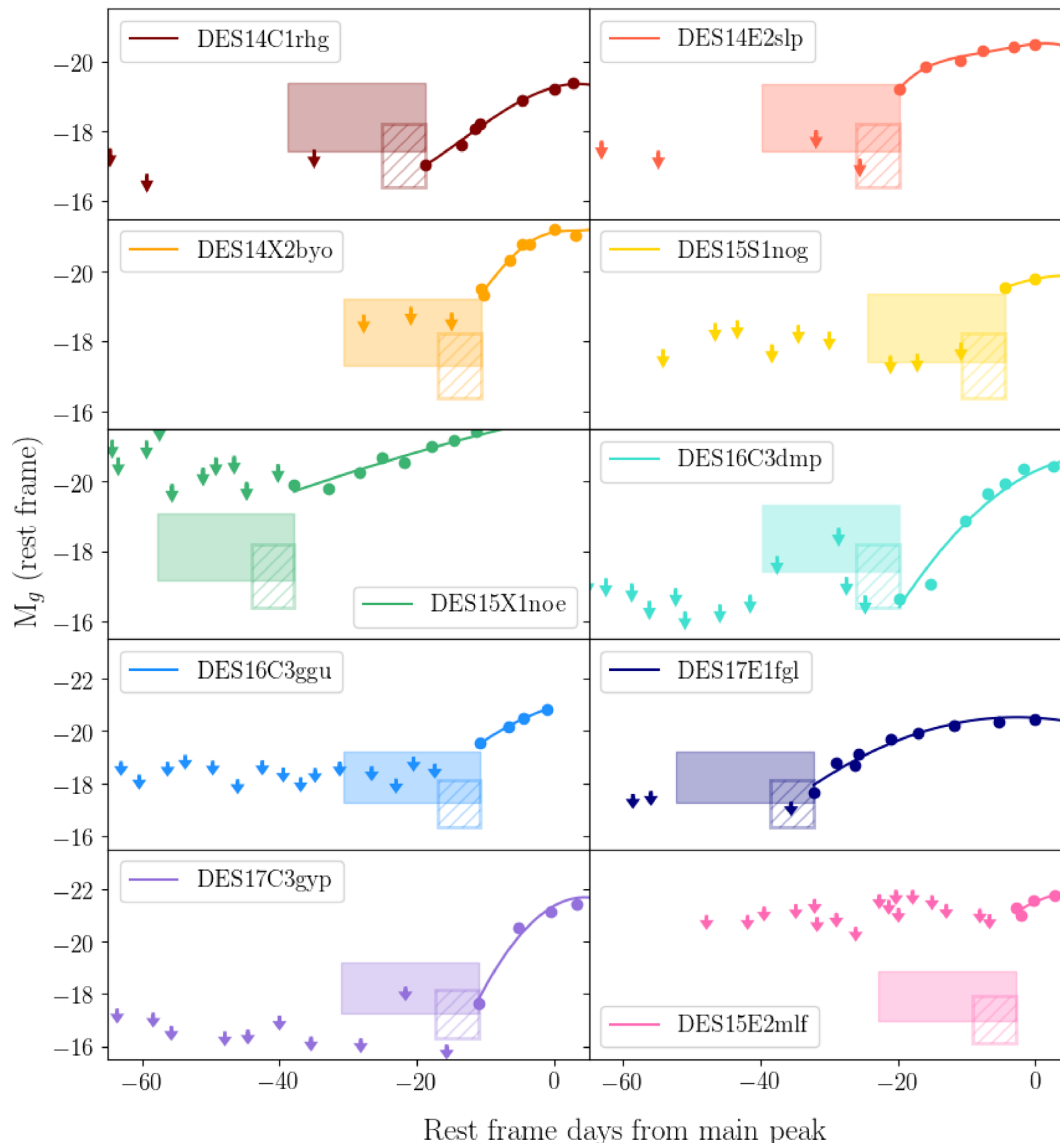 DES14C1rhg
DES14E2slp
−20
−18
−16
DES14X2byo
DES15S1nog
−20
−18
−16
DES15X1noe
DES16C3dmp
−20
−18
−16
M_g (rest frame)
DES16C3ggu
DES17E1fgl
−22
−20
−18
−16
DES17C3gyp
DES15E2mlf
−22
−20
−18
−16
−60 −40 −20 0 −60 −40 −20 0
Rest frame days from main peak